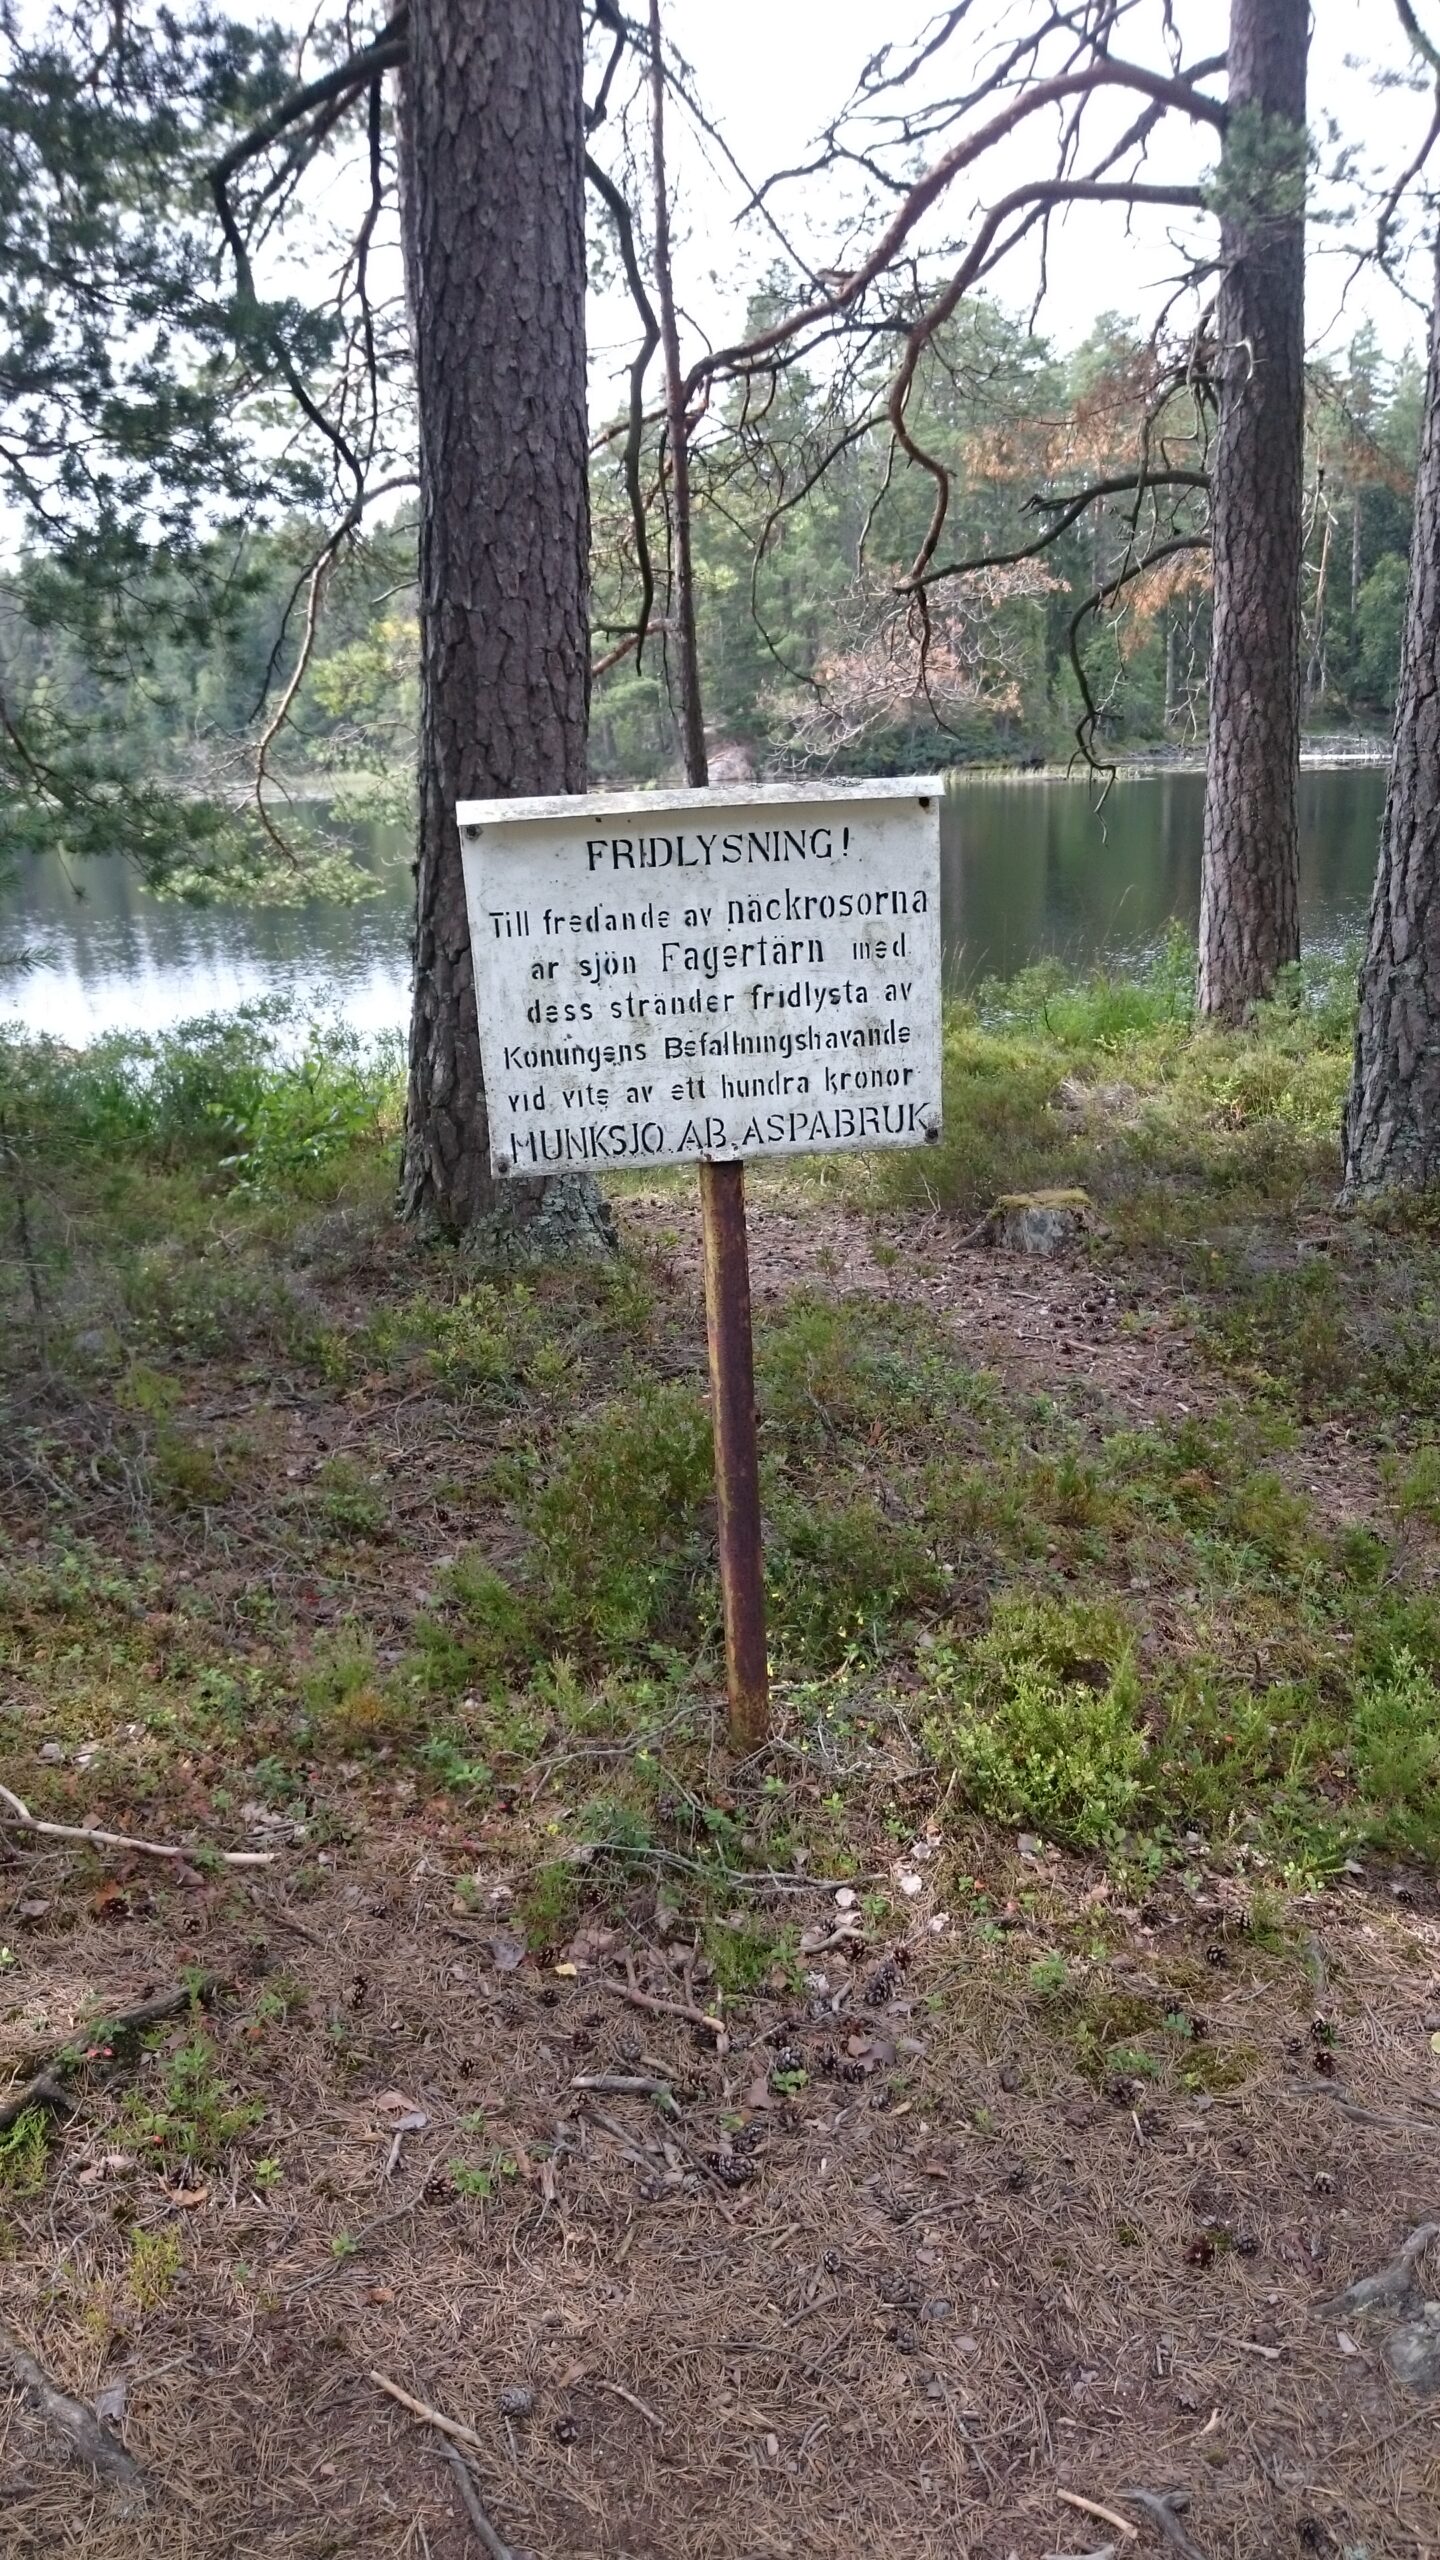 FRIDLYSNING!
Till fredande av näckrosorna
är sjön Fagertärn med
dess stränder fridlysta av
Konungens Befallningshavande
vid vite av ett hundra kronor
MUNKSJÖ AB. ASPABRUK